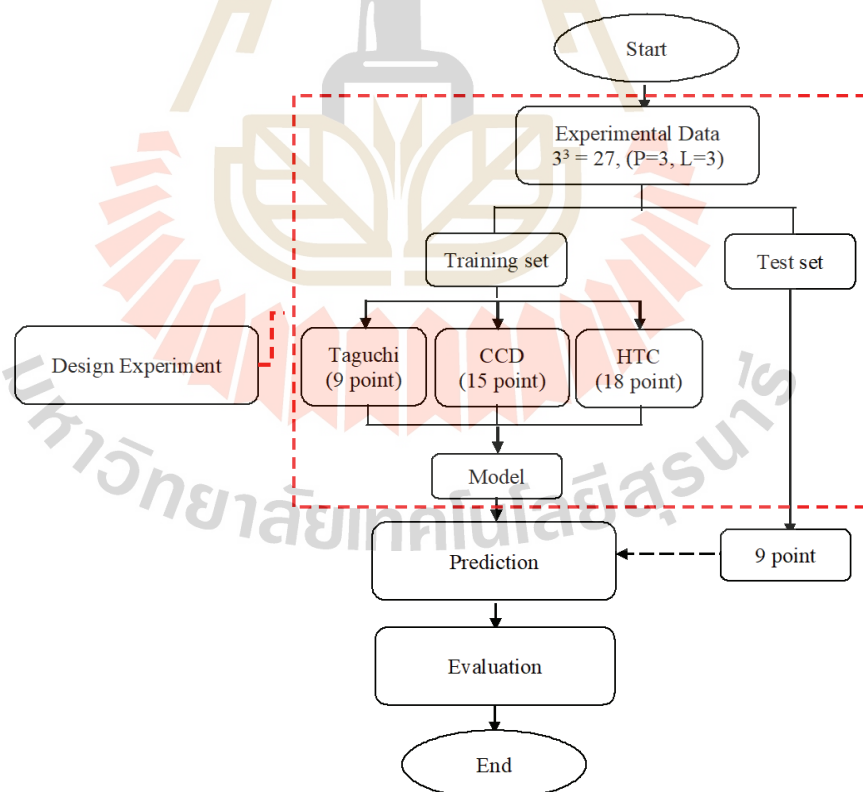 Start
Experimental Data
3³ = 27, (P=3, L=3)
Training set
Test set
Design Experiment
Taguchi
(9 point)
CCD
(15 point)
HTC
(18 point)
Model
Prediction
9 point
Evaluation
End
มหาวิทยาลัยเทคโนโลยีสุรนารี